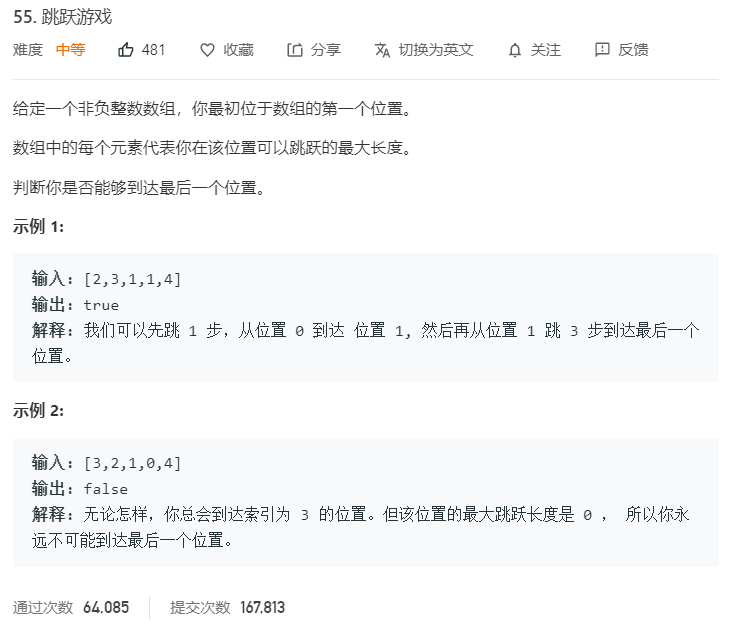 55. 跳跃游戏
难度 中等 481 收藏 分享 切换为英文 关注 反馈
给定一个非负整数数组，你最初位于数组的第一个位置。
数组中的每个元素代表你在该位置可以跳跃的最大长度。
判断你是否能够到达最后一个位置。
示例 1:
输入: [2,3,1,1,4]
输出: true
解释: 我们可以先跳 1 步，从位置 0 到达 位置 1, 然后再从位置 1 跳 3 步到达最后一个
位置。
示例 2:
输入: [3,2,1,0,4]
输出: false
解释: 无论怎样，你总会到达索引为 3 的位置。但该位置的最大跳跃长度是 0 ， 所以你永
远不可能到达最后一个位置。
通过次数 64,085 提交次数 167,813